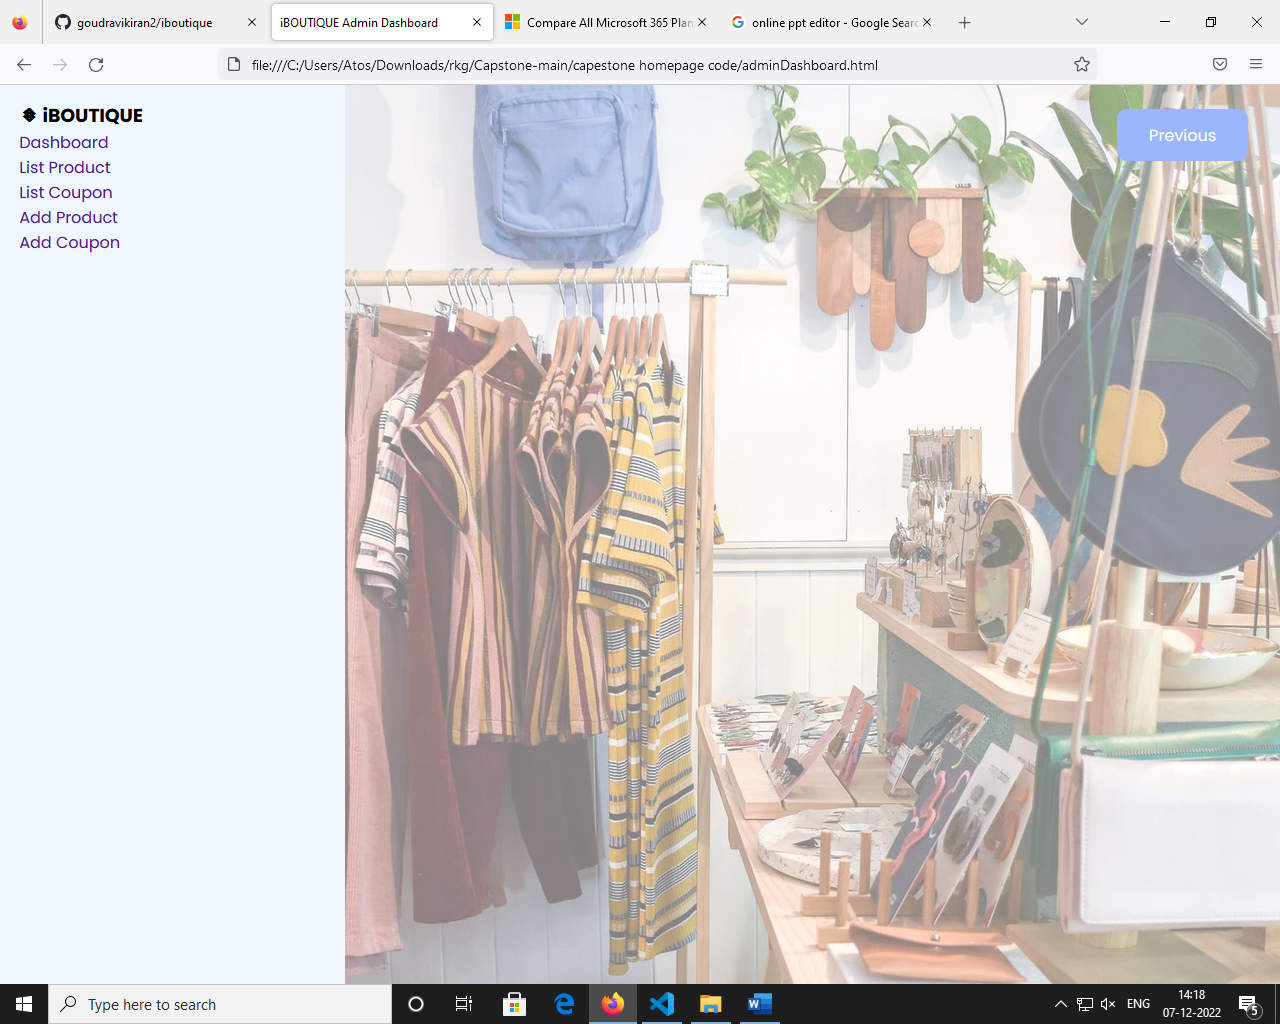 goudravikiran2/iboutique
iBOUTIQUE Admin Dashboard
Compare All Microsoft 365 Plan
online ppt editor - Google Searc
file:///C:/Users/Atos/Downloads/rkg/Capstone-main/capestone homepage code/adminDashboard.html
iBOUTIQUE
Dashboard
List Product
List Coupon
Add Product
Add Coupon
Previous
Type here to search
ENG
14:18
07-12-2022
5